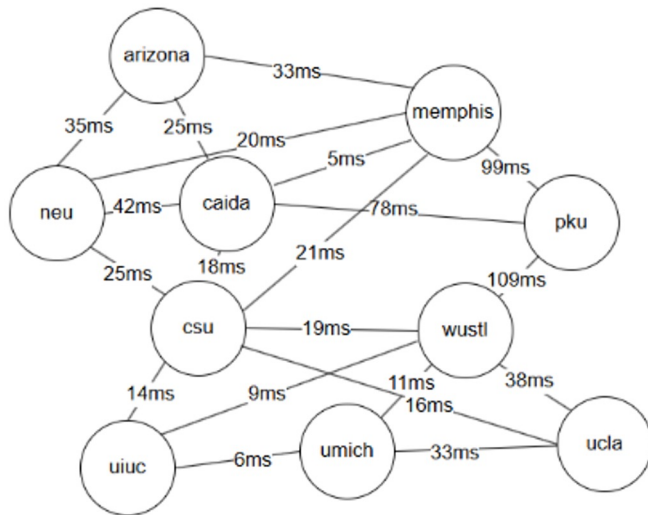 arizona
33ms
memphis
35ms
25ms
20ms
5ms
99ms
neu
42ms
caida
78ms
pku
25ms
18ms
21ms
109ms
csu
19ms
wustl
14ms
9ms
11ms
38ms
16ms
uiuc
6ms
umich
33ms
ucla